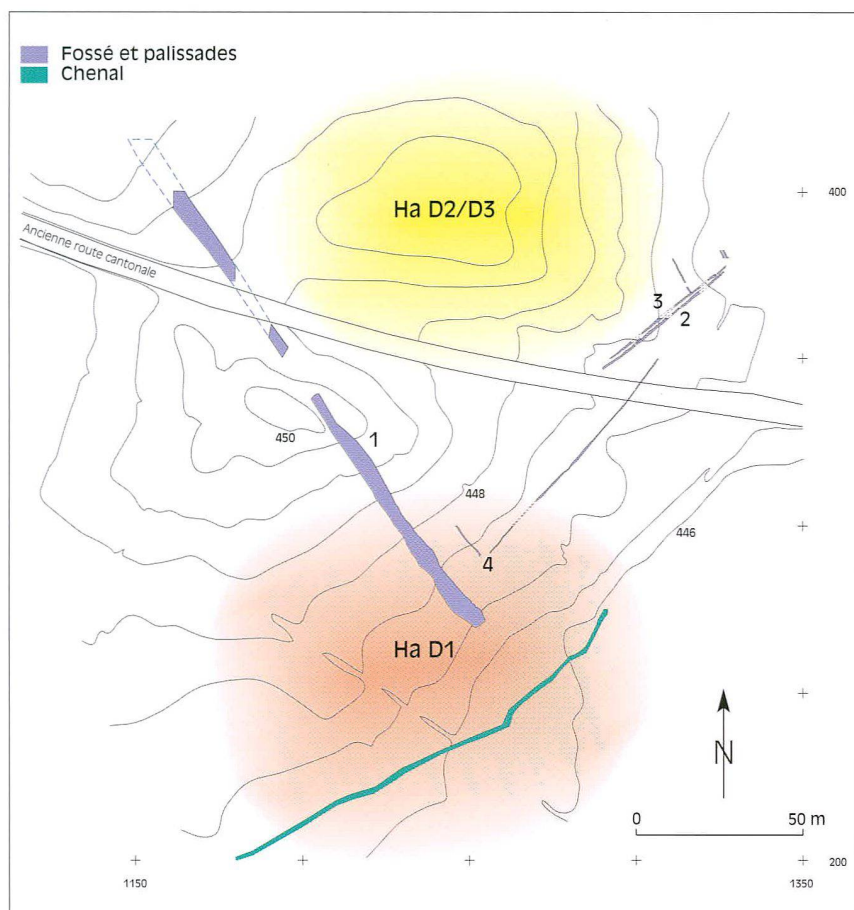 Fossé et palissades
Chenal
400
Ha D2/D3
Ancienne route cantonale
3
2
450
1
448
446
4
Ha D1
N
0 50 m
200
1150
1350